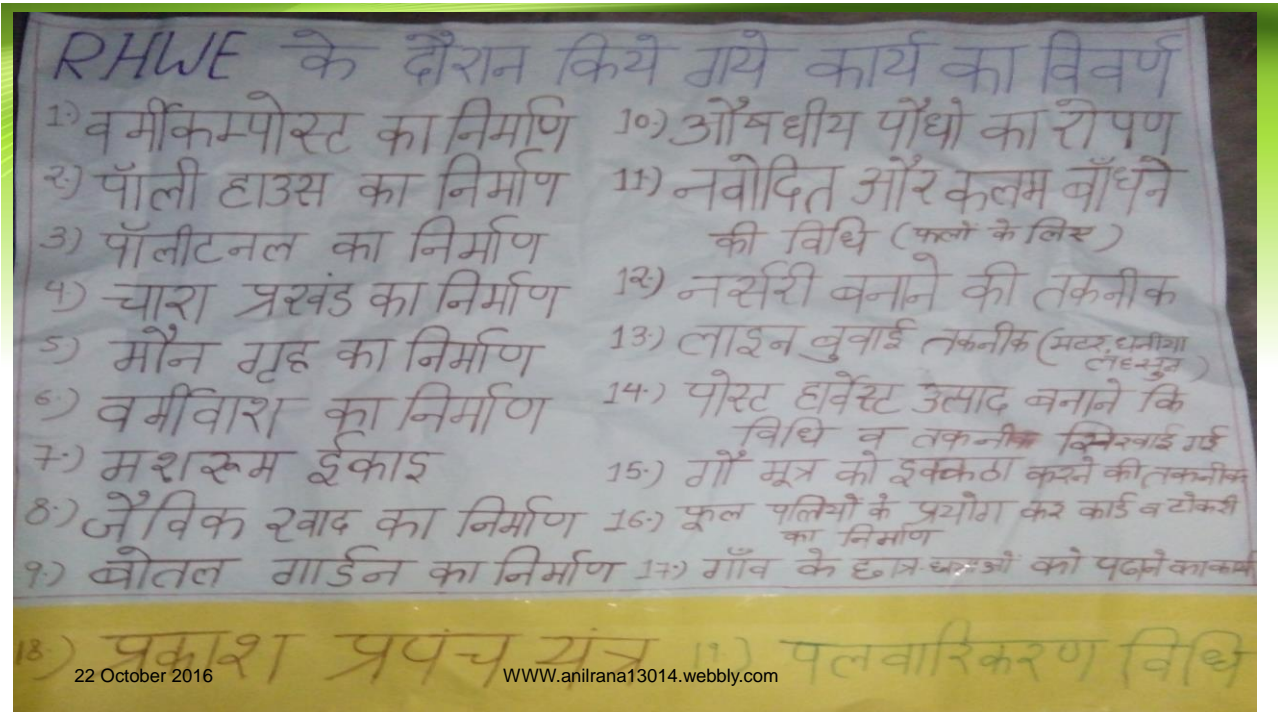 RHWE के दौरान किये गये कार्य का विवर्ण
1.) वर्मीकम्पोस्ट का निर्माण
2.) पॉली हाउस का निर्माण
3.) पॉलीटनल का निर्माण
4.) चारा प्रखंड का निर्माण
5.) मौन गृह का निर्माण
6.) वर्मीवाश का निर्माण
7.) मशरूम ईकाइ
8.) जैविक खाद का निर्माण
9.) बोतल गार्डन का निर्माण
10.) औषधीय पौधो का रोपण
11.) नवोदित और कलम बाँधने
की विधि (फलों के लिए)
12.) नर्सरी बनाने की तकनीक
13.) लाइन बुवाई तकनीक (मटर, धनीया
लहसुन)
14.) पोस्ट हार्वेस्ट उत्पाद बनाने कि
विधि व तकनीक सिखाई गई
15.) गौ मूत्र को इक्कठा करने की तकनीक
16.) फूल पत्तियों के प्रयोग कर कार्ड व टोकरी
का निर्माण
17.) गाँव के छात्र-छात्राओं को पढाने का कार्य
18.) प्रकाश प्रपंच यंत्र 19.) पलवारिकरण विधि
22 October 2016 WWW.anilrana13014.webbly.com